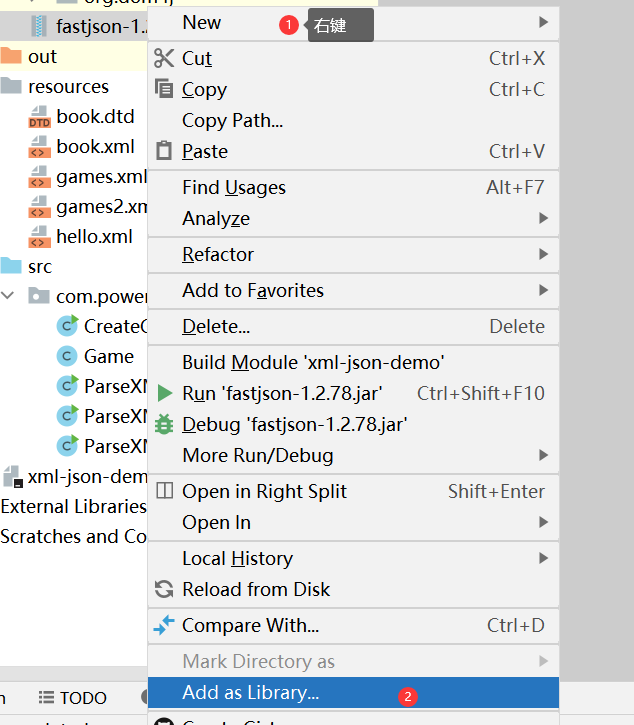 New
1 右键
fastjson-1.2
Cut Ctrl+X
out
Copy Ctrl+C
resources
Copy Path...
book.dtd
DTD
Paste Ctrl+V
book.xml
games.xml
Find Usages Alt+F7
games2.xm
Analyze
hello.xml
Refactor
src
Add to Favorites
com.power
CreateC
Delete... Delete
Game
Build Module 'xml-json-demo'
ParseXM
Run 'fastjson-1.2.78.jar' Ctrl+Shift+F10
ParseXM
Debug 'fastjson-1.2.78.jar'
ParseXM
More Run/Debug
xml-json-dem
Open in Right Split Shift+Enter
External Libraries
Open In
Scratches and Co
Local History
Reload from Disk
Compare With... Ctrl+D
Mark Directory as
Add as Library... 2
TODO